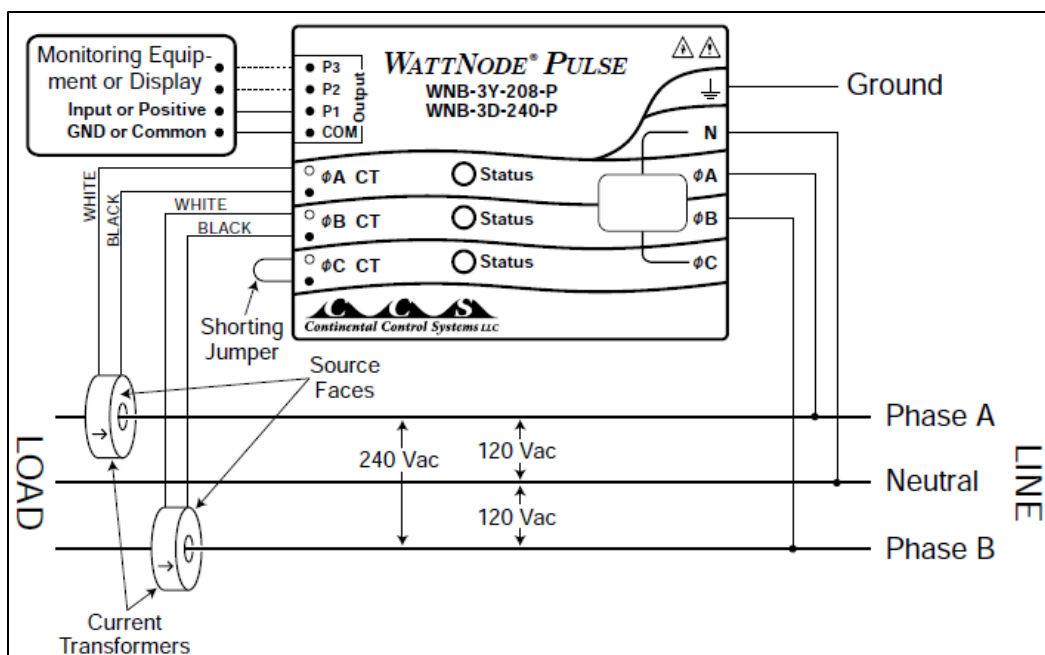 Monitoring Equip-
ment or Display
Input or Positive
GND or Common
P3
P2
P1
COM
Output
WATTNODE® PULSE
WNB-3Y-208-P
WNB-3D-240-P
Ground
N
ϕA CT
Status
ϕA
ϕB CT
Status
ϕB
ϕC CT
Status
ϕC
WHITE
BLACK
WHITE
BLACK
Shorting
Jumper
CCS
Continental Control Systems LLC
Source
Faces
LOAD
LINE
Phase A
240 Vac
120 Vac
Neutral
120 Vac
Phase B
Current
Transformers